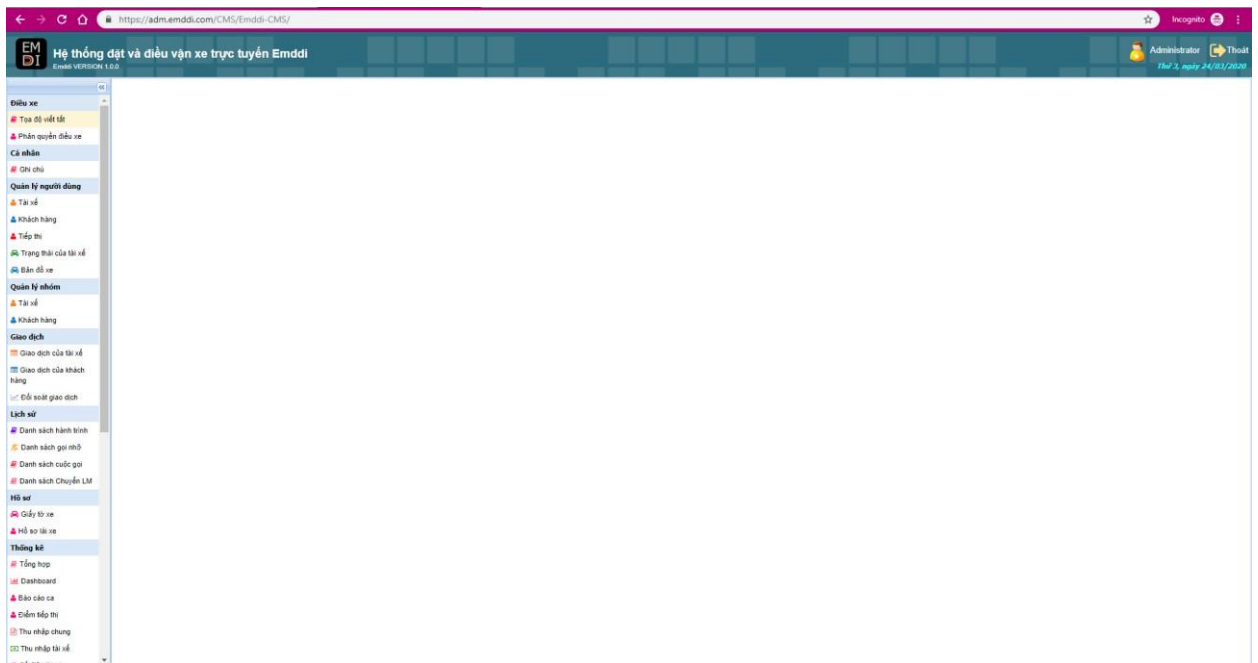 https://adm.emddi.com/CMS/Emddi-CMS/
Incognito
EM
DI
Hệ thống đặt và điều vận xe trực tuyến Emddi
Emddi VERSION 1.0.0
Administrator
Thoát
Thứ 3, ngày 24/03/2020
Điều xe
Tọa độ viết tắt
Phân quyền điều xe
Cá nhân
Ghi chú
Quản lý người dùng
Tài xế
Khách hàng
Tiếp thị
Trạng thái của tài xế
Bản đồ xe
Quản lý nhóm
Tài xế
Khách hàng
Giao dịch
Giao dịch của tài xế
Giao dịch của khách
hàng
Đối soát giao dịch
Lịch sử
Danh sách hành trình
Danh sách gọi nhỡ
Danh sách cuộc gọi
Danh sách Chuyển LM
Hồ sơ
Giấy tờ xe
Hồ sơ lái xe
Thống kê
Tổng hợp
Dashboard
Báo cáo ca
Điểm tiếp thị
Thu nhập chung
Thu nhập tài xế